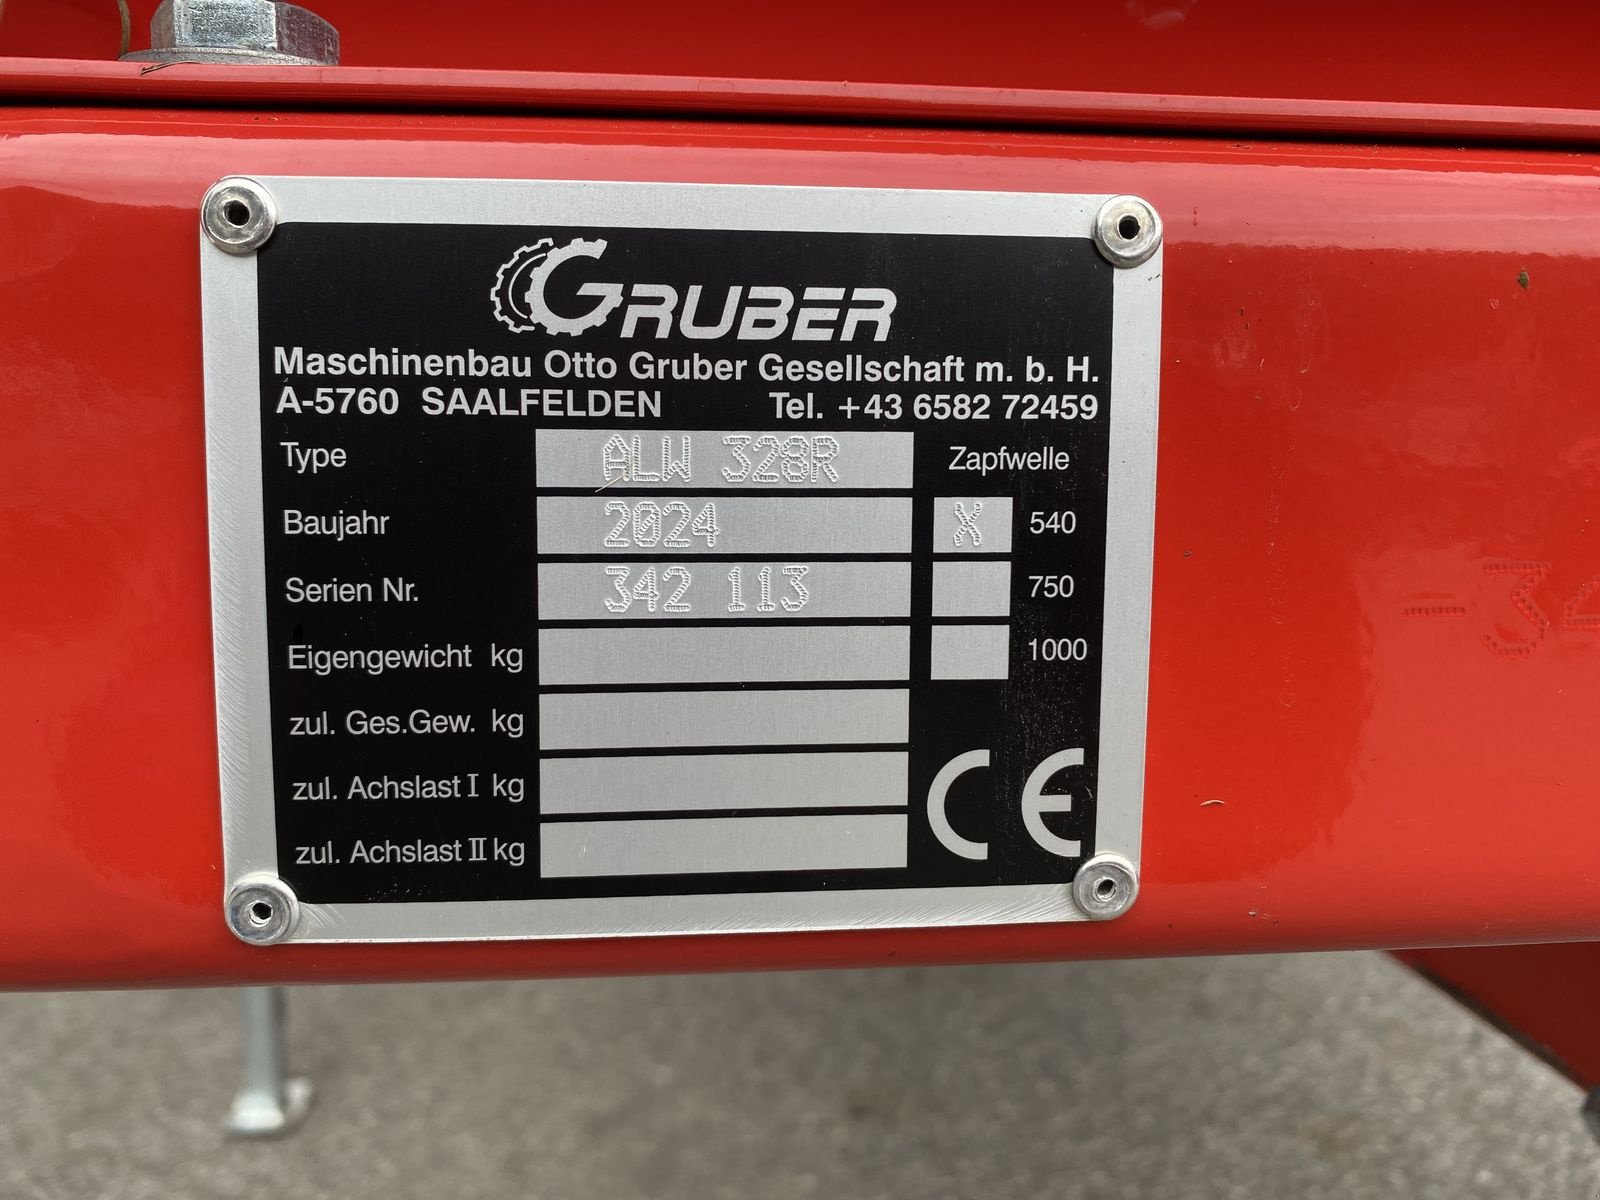 GRUBER
Maschinenbau Otto Gruber Gesellschaft m. b. H.
A-5760 SAALFELDEN Tel. +43 6582 72459
Type ALW 328R Zapfwelle
Baujahr 2024 X 540
Serien Nr. 342 113 750
Eigengewicht kg 1000
zul. Ges.Gew. kg
zul. Achslast I kg
zul. Achslast II kg
CE